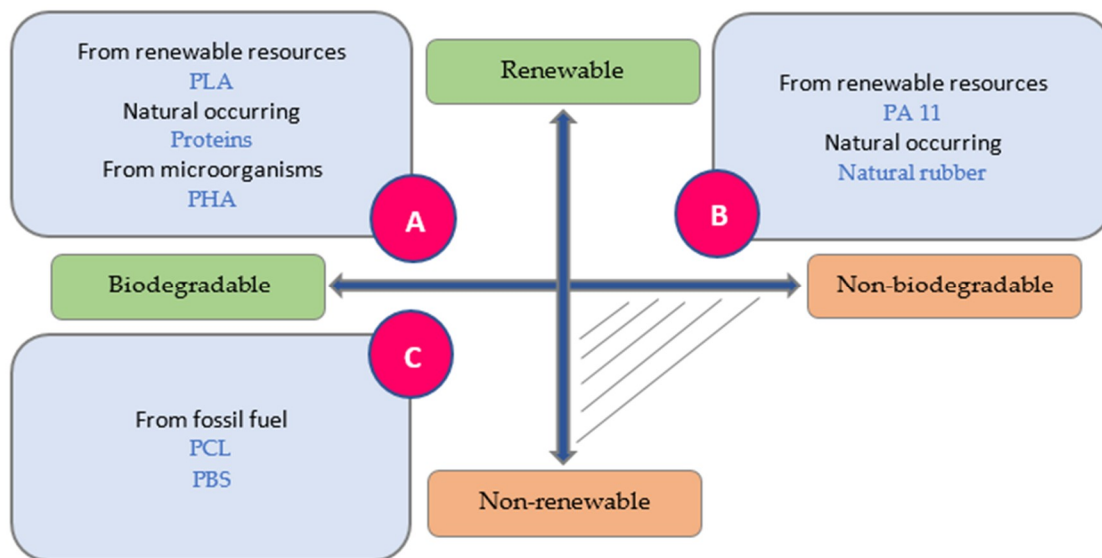 From renewable resources
PLA
Natural occurring
Proteins
From microorganisms
PHA
A
Renewable
From renewable resources
PA 11
Natural occurring
Natural rubber
B
Biodegradable
Non-biodegradable
C
From fossil fuel
PCL
PBS
Non-renewable